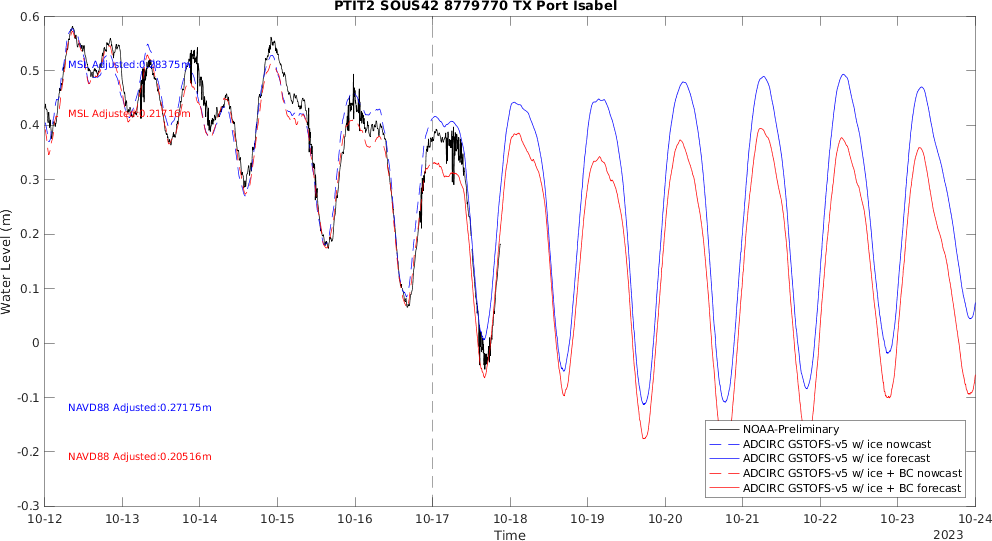 PTIT2 SOUS42 8779770 TX Port Isabel
0.6
0.5
0.4
0.3
0.2
0.1
0
-0.1
-0.2
-0.3
Water Level (m)
MSL Adjusted:0.28375m
MSL Adjusted:0.21716m
NAVD88 Adjusted:0.27175m
NAVD88 Adjusted:0.20516m
NOAA-Preliminary
ADCIRC GSTOFS-v5 w/ ice nowcast
ADCIRC GSTOFS-v5 w/ ice forecast
ADCIRC GSTOFS-v5 w/ ice + BC nowcast
ADCIRC GSTOFS-v5 w/ ice + BC forecast
10-12 10-13 10-14 10-15 10-16 10-17 10-18 10-19 10-20 10-21 10-22 10-23 10-24
Time
2023